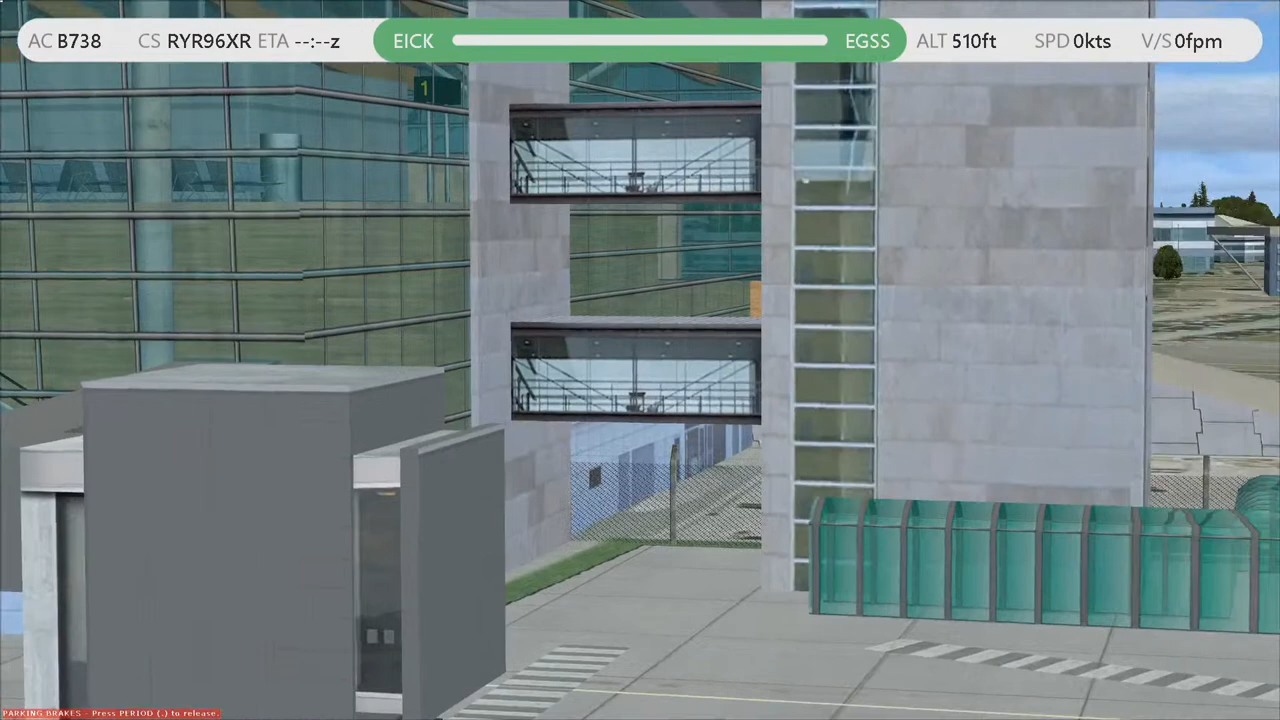 AC B738 CS RYR96XR ETA --:--z EICK EGSS ALT 510ft SPD 0kts V/S 0fpm
1
PARKING BRAKES - Press PERIOD (.) to release.